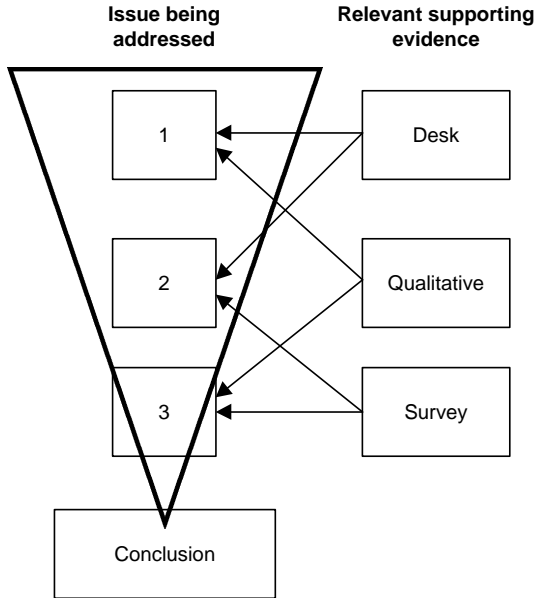 Issue being
addressed
Relevant supporting
evidence
1
Desk
2
Qualitative
3
Survey
Conclusion